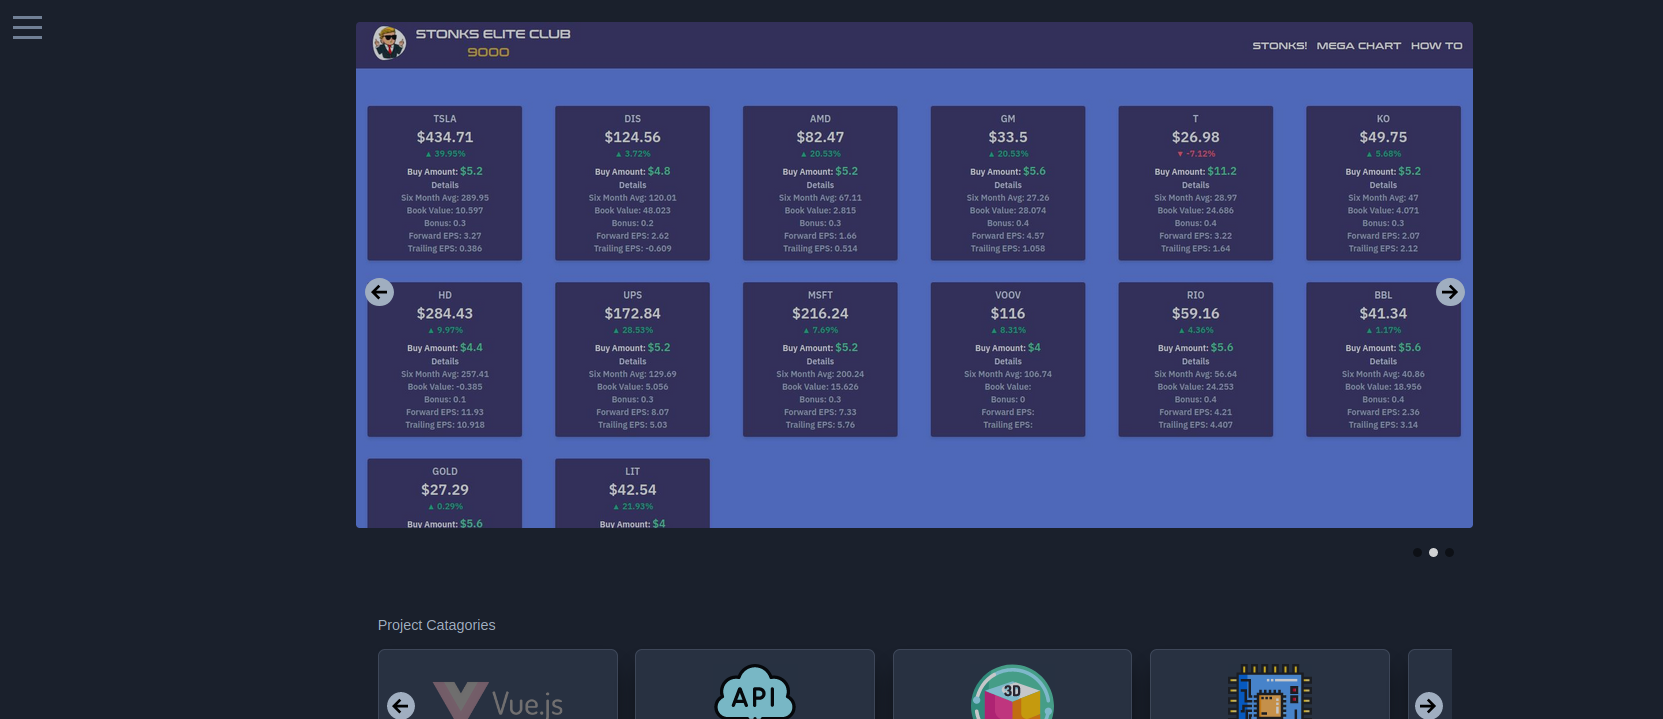 STONKS ELITE CLUB
9000
STONKS! MEGA CHART HOW TO
TSLA
$434.71
▲ 39.95%
Buy Amount: $5.2
Details
Six Month Avg: 289.95
Book Value: 10.597
Bonus: 0.3
Forward EPS: 3.27
Trailing EPS: 0.386
DIS
$124.56
▲ 3.72%
Buy Amount: $4.8
Details
Six Month Avg: 120.01
Book Value: 48.023
Bonus: 0.2
Forward EPS: 2.62
Trailing EPS: -0.609
AMD
$82.47
▲ 20.53%
Buy Amount: $5.2
Details
Six Month Avg: 67.11
Book Value: 2.815
Bonus: 0.3
Forward EPS: 1.66
Trailing EPS: 0.514
GM
$33.5
▲ 20.53%
Buy Amount: $5.6
Details
Six Month Avg: 27.26
Book Value: 28.074
Bonus: 0.4
Forward EPS: 4.57
Trailing EPS: 1.058
T
$26.98
▼ -7.12%
Buy Amount: $11.2
Details
Six Month Avg: 28.97
Book Value: 24.686
Bonus: 0.4
Forward EPS: 3.22
Trailing EPS: 1.64
KO
$49.75
▲ 5.68%
Buy Amount: $5.2
Details
Six Month Avg: 47
Book Value: 4.071
Bonus: 0.3
Forward EPS: 2.07
Trailing EPS: 2.12
HD
$284.43
▲ 9.97%
Buy Amount: $4.4
Details
Six Month Avg: 257.41
Book Value: -0.385
Bonus: 0.1
Forward EPS: 11.93
Trailing EPS: 10.918
UPS
$172.84
▲ 28.53%
Buy Amount: $5.2
Details
Six Month Avg: 129.69
Book Value: 5.056
Bonus: 0.3
Forward EPS: 8.07
Trailing EPS: 5.03
MSFT
$216.24
▲ 7.69%
Buy Amount: $5.2
Details
Six Month Avg: 200.24
Book Value: 15.626
Bonus: 0.3
Forward EPS: 7.33
Trailing EPS: 5.76
VOOV
$116
▲ 8.31%
Buy Amount: $4
Details
Six Month Avg: 106.74
Book Value:
Bonus: 0
Forward EPS:
Trailing EPS:
RIO
$59.16
▲ 4.36%
Buy Amount: $5.6
Details
Six Month Avg: 56.64
Book Value: 24.253
Bonus: 0.4
Forward EPS: 4.21
Trailing EPS: 4.407
BBL
$41.34
▲ 1.17%
Buy Amount: $5.6
Details
Six Month Avg: 40.86
Book Value: 18.956
Bonus: 0.4
Forward EPS: 2.36
Trailing EPS: 3.14
GOLD
$27.29
▲ 0.29%
Buy Amount: $5.6
LIT
$42.54
▲ 21.93%
Buy Amount: $4
Project Catagories
Vue.js
API
3D